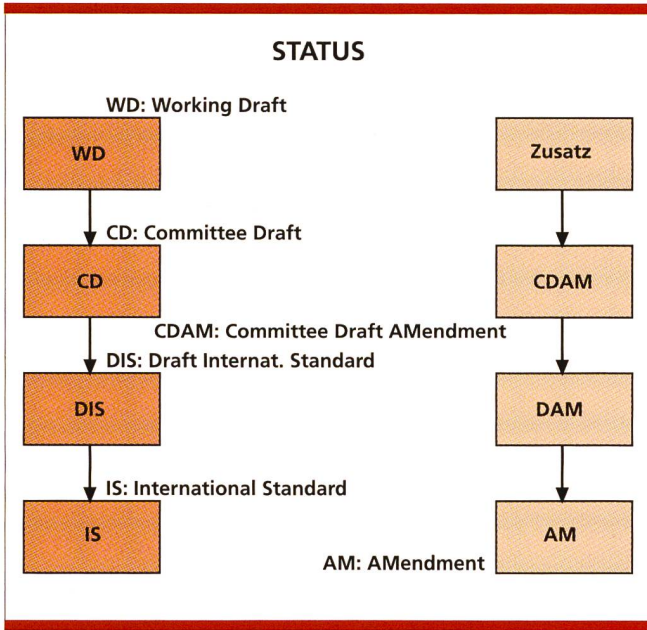 STATUS
WD: Working Draft
WD
Zusatz
CD: Committee Draft
CD
CDAM
CDAM: Committee Draft AMendment
DIS: Draft Internat. Standard
DIS
DAM
IS: International Standard
IS
AM
AM: AMendment